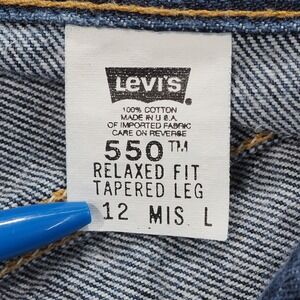 LEVI'S
100% COTTON
MADE IN U.S.A.
OF IMPORTED FABRIC
CARE ON REVERSE
550™
RELAXED FIT
TAPERED LEG
12 MIS L